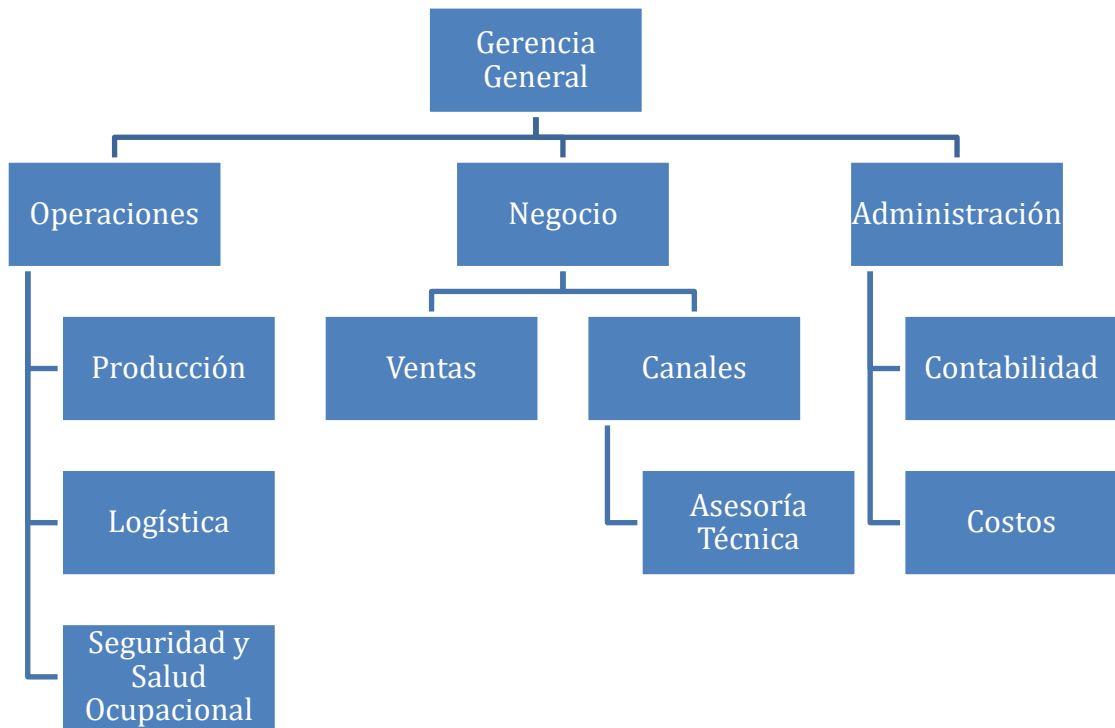 Gerencia
General
Operaciones
Negocio
Administración
Producción
Ventas
Canales
Contabilidad
Logística
Asesoría
Técnica
Costos
Seguridad y
Salud
Ocupacional